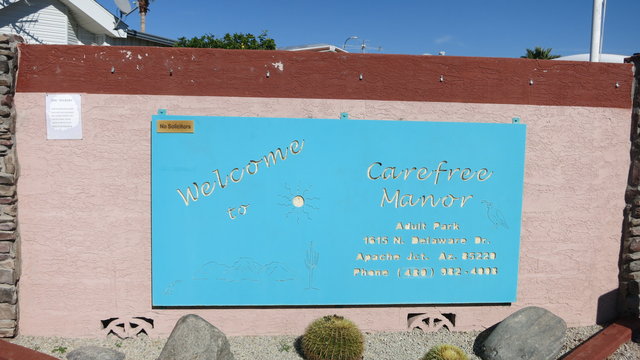 No Solicitors
Welcome
to
Carefree
Manor
Adult Park
1615 N. Delaware Dr.
Apache Jct. Az. 85220
Phone (480) 982-4008